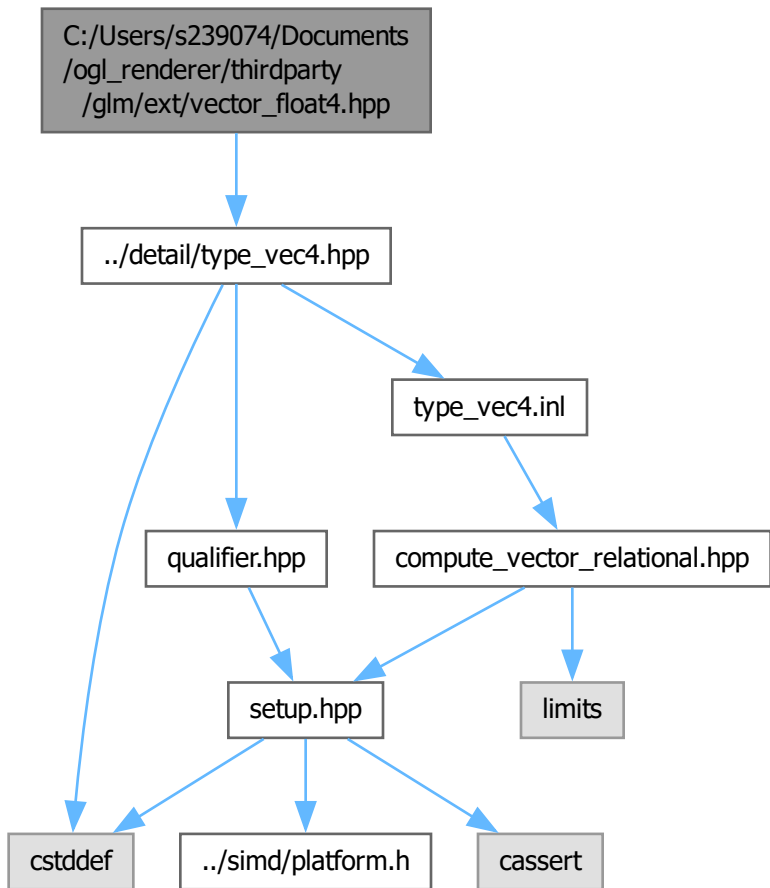 C:/Users/s239074/Documents
/ogl_renderer/thirdparty
/glm/ext/vector_float4.hpp
../detail/type_vec4.hpp
type_vec4.inl
qualifier.hpp
compute_vector_relational.hpp
setup.hpp
limits
cstddef
../simd/platform.h
cassert